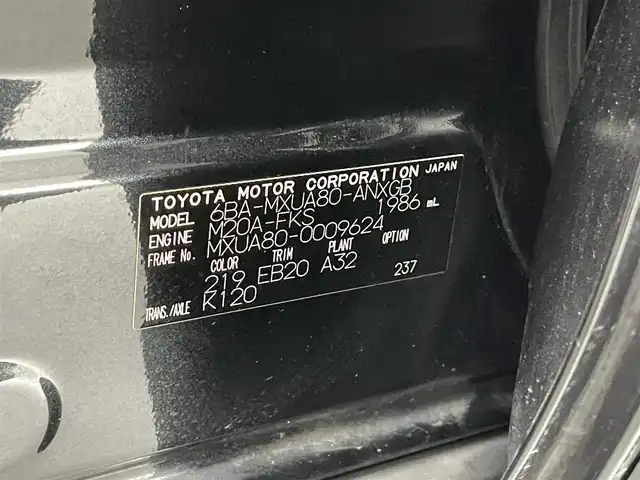 TOYOTA MOTOR CORPORATION JAPAN
MODEL 6BA-MXUA80-ANXGB
ENGINE M20A-FKS 1986 mL
FRAME No. MXUA80-0009624
COLOR TRIM PLANT OPTION
219 EB20 A32 237
TRANS./AXLE K120